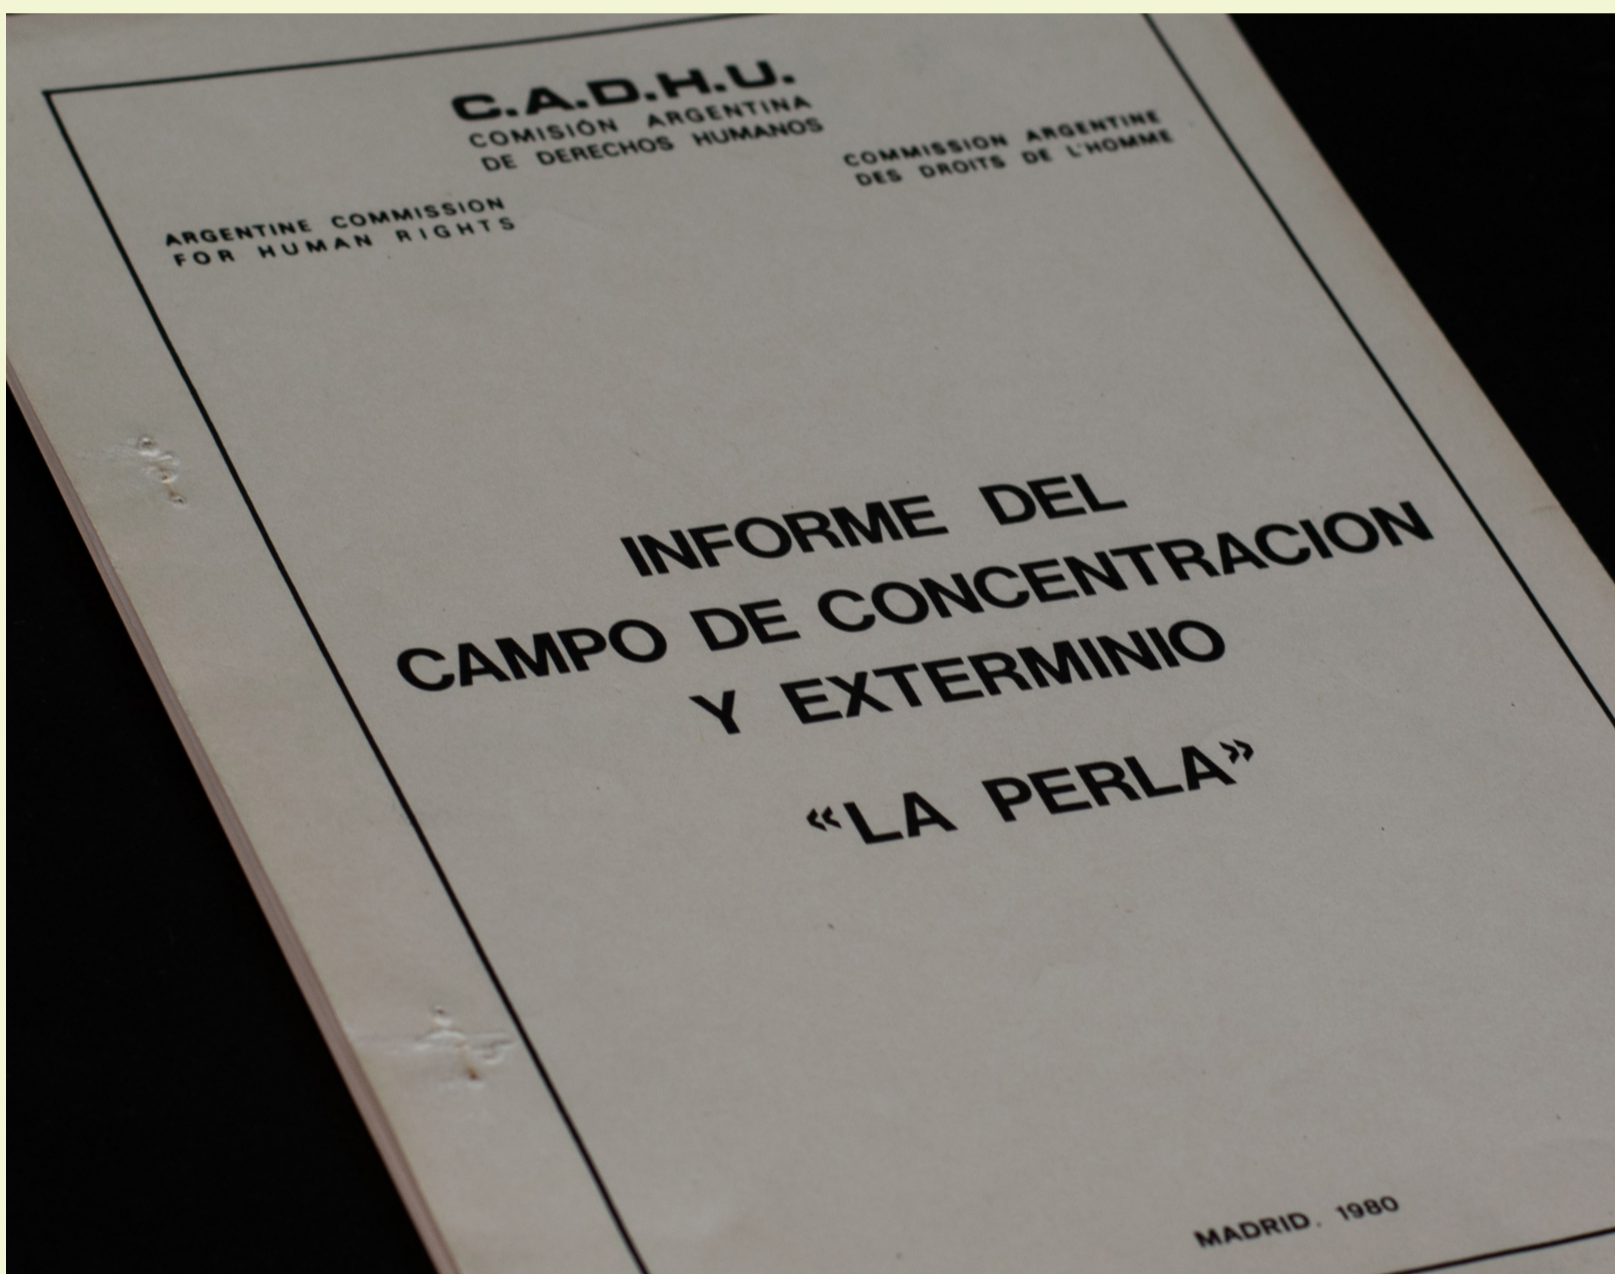 C.A.D.H.U.
COMISIÓN ARGENTINA
DE DERECHOS HUMANOS
ARGENTINE COMMISSION
FOR HUMAN RIGHTS
COMMISSION ARGENTINE
DES DROITS DE L'HOMME
INFORME DEL
CAMPO DE CONCENTRACION
Y EXTERMINIO
«LA PERLA»
MADRID. 1980